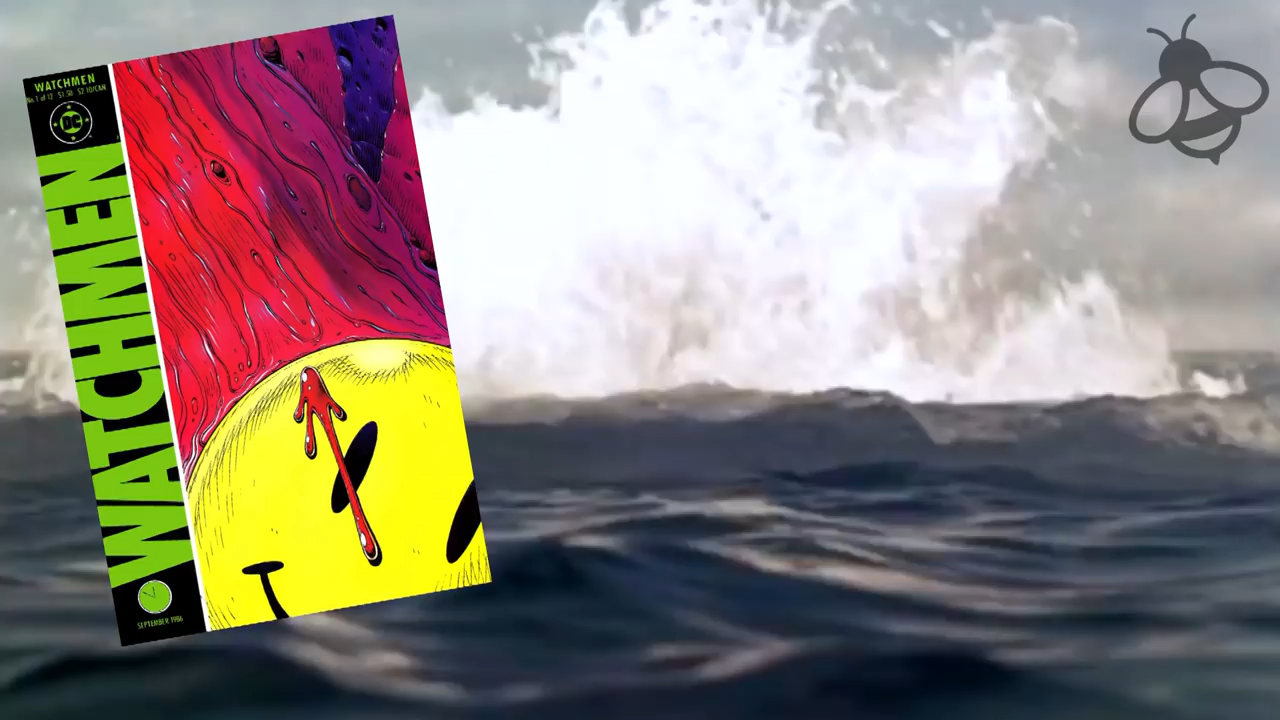 WATCHMEN
No. 1 of 12 $1.50 $2.10/CAN
DC
WATCHMEN
SEPTEMBER 1986